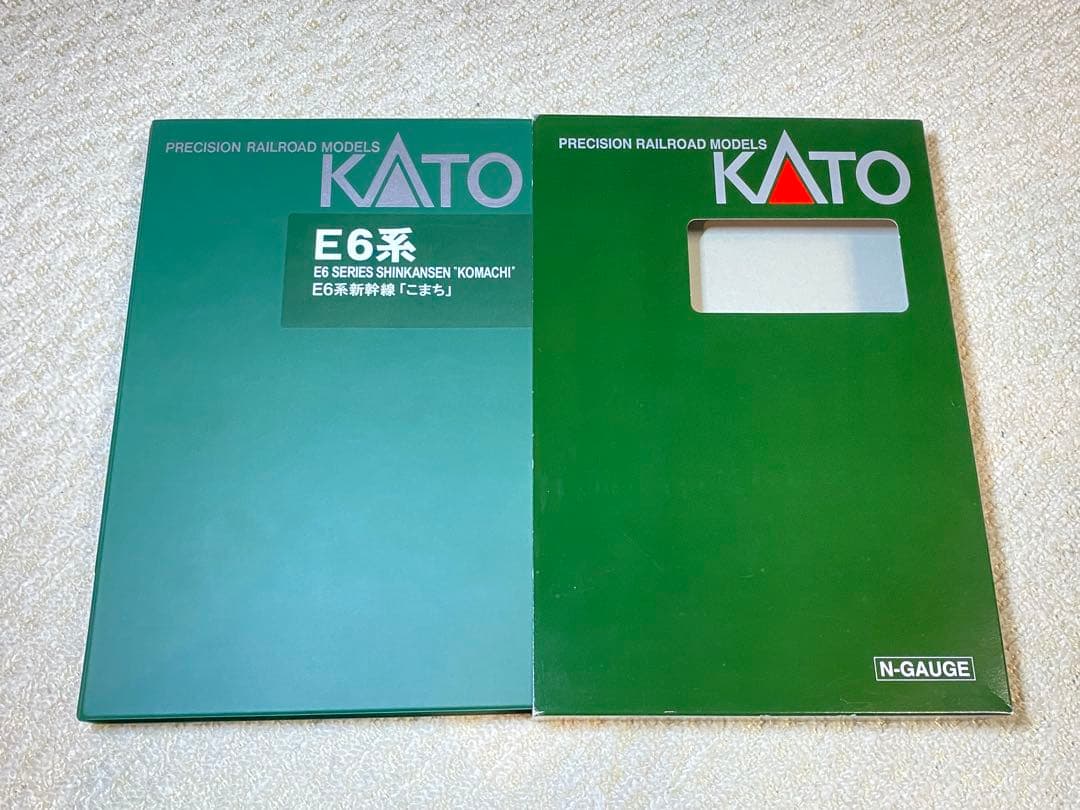 PRECISION RAILROAD MODELS
KATO
E6系
E6 SERIES SHINKANSEN "KOMACHI"
E6系新幹線「こまち」
PRECISION RAILROAD MODELS
KATO
N-GAUGE